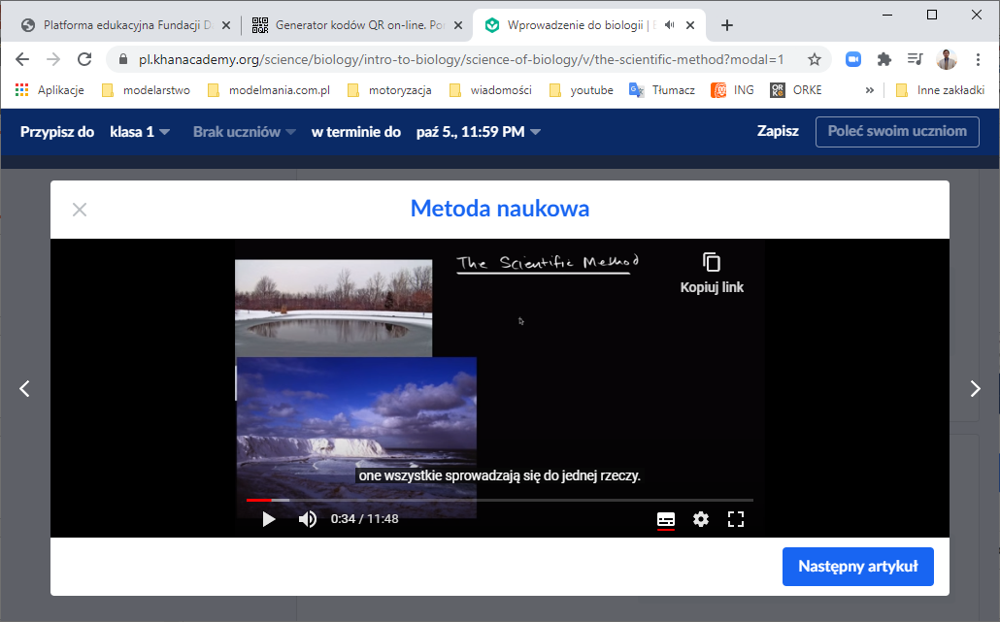 Platforma edukacyjna Fundacji D
Generator kodów QR on-line. Por
Wprowadzenie do biologii |
pl.khanacademy.org/science/biology/intro-to-biology/science-of-biology/v/the-scientific-method?modal=1
Aplikacje modelarstwo modelmania.com.pl motoryzacja wiadomości youtube Tłumacz ING ORKE » Inne zakładki
Przypisz do klasa 1 Brak uczniów w terminie do paź 5., 11:59 PM Zapisz Poleć swoim uczniom
Metoda naukowa
The Scientific Method
Kopiuj link
one wszystkie sprowadzają się do jednej rzeczy.
0:34 / 11:48
Następny artykuł